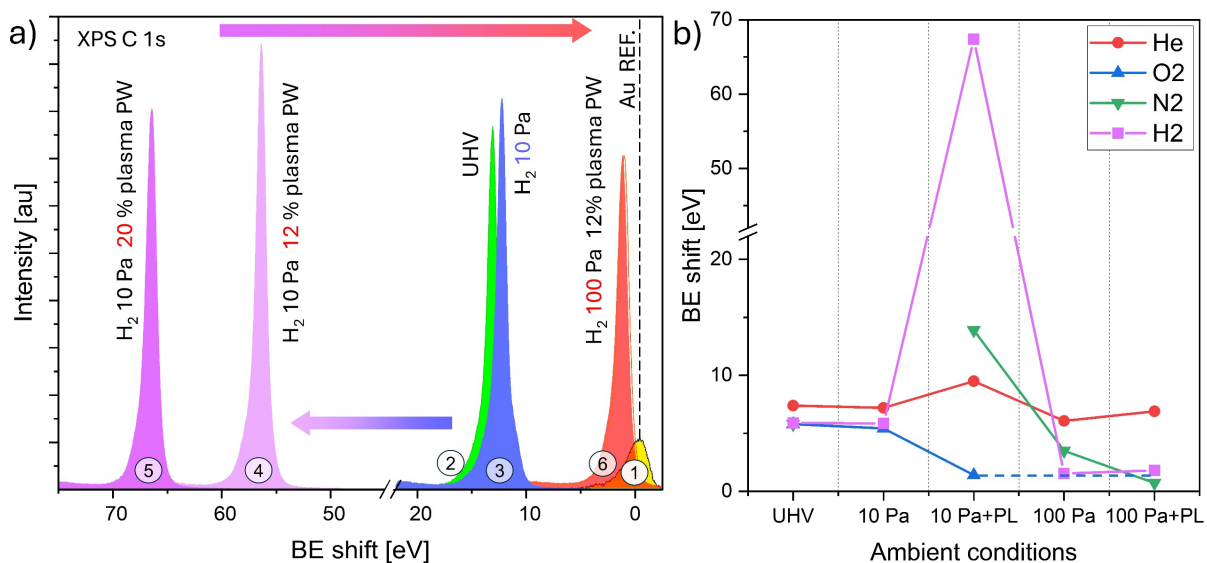 a)
XPS C 1s
Intensity [au]
H₂ 10 Pa 20 % plasma PW
H₂ 10 Pa 12 % plasma PW
UHV
H₂ 10 Pa
H₂ 100 Pa 12% plasma PW
Au REF.
5
4
2
3
6
1
70
60
50
20
10
0
BE shift [eV]
b)
He
O2
N2
H2
BE shift [eV]
70
60
50
20
10
0
UHV
10 Pa
10 Pa+PL
100 Pa
100 Pa+PL
Ambient conditions